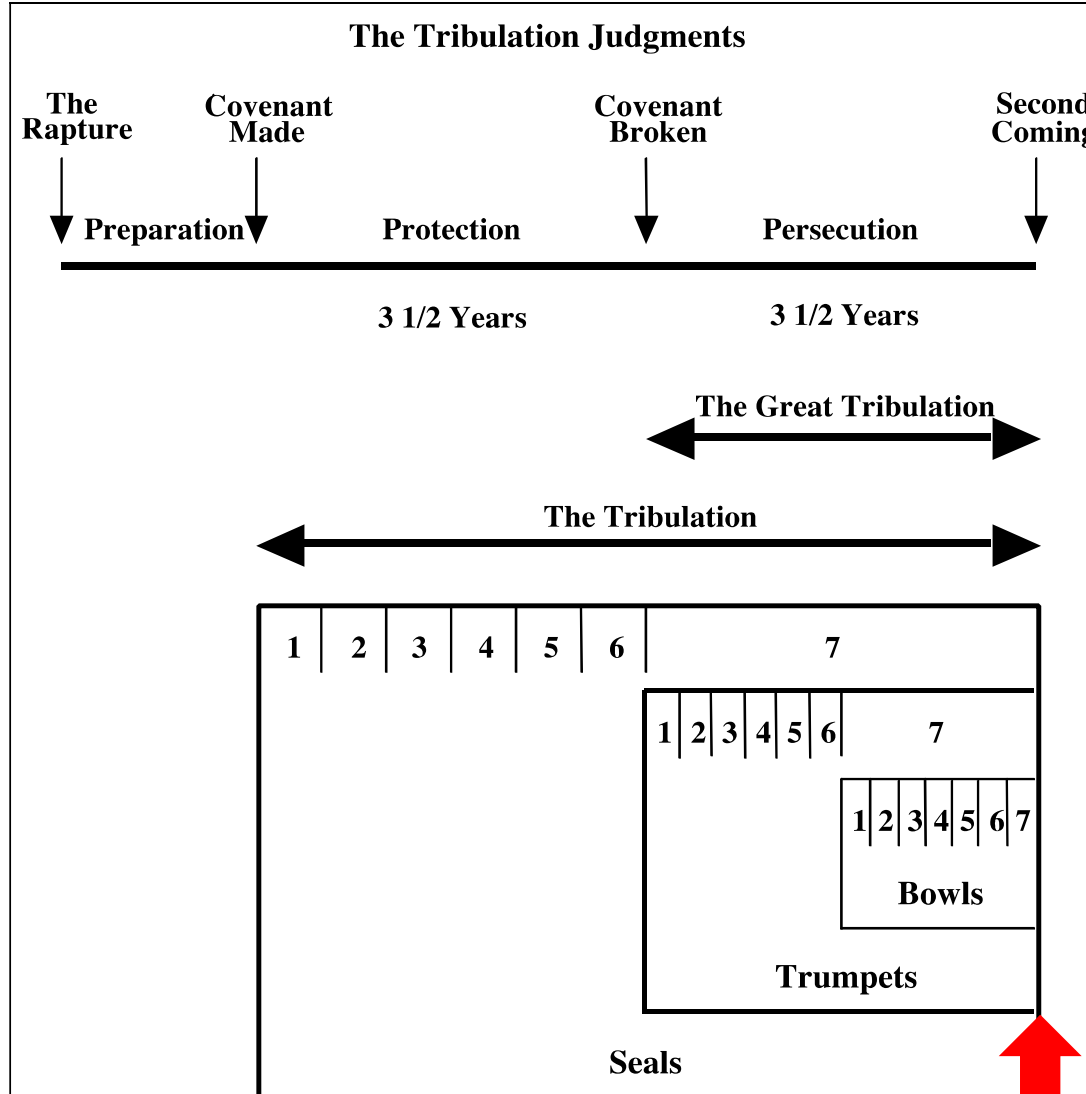 The Tribulation Judgments
The
Rapture
Covenant
Made
Covenant
Broken
Second
Coming
Preparation
Protection
Persecution
3 1/2 Years
3 1/2 Years
The Great Tribulation
The Tribulation
1 2 3 4 5 6 7
1 2 3 4 5 6 7
1 2 3 4 5 6 7
Bowls
Trumpets
Seals